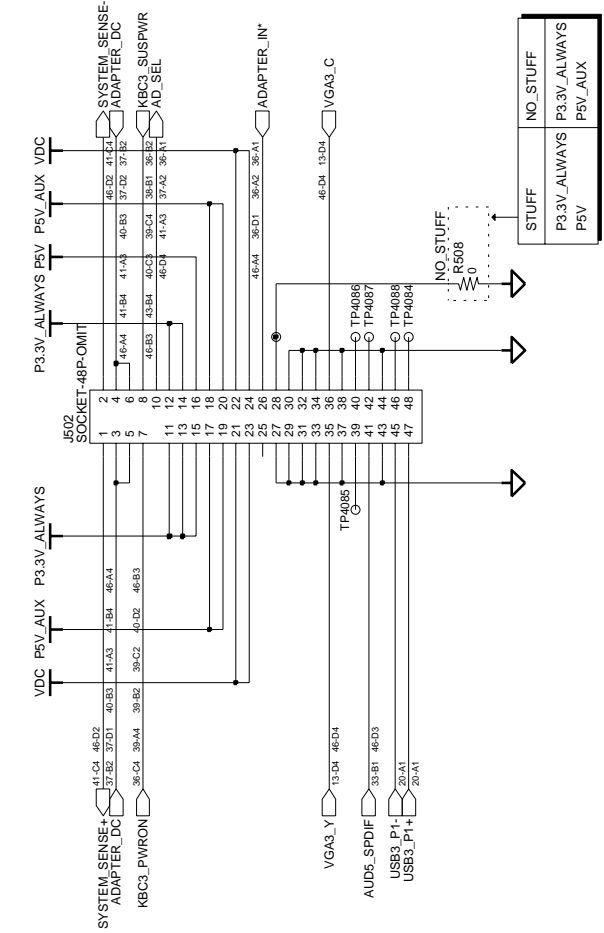 SYSTEM_SENSE-
ADAPTER_DC
KBC3_SUSPWR
AD_SEL
ADAPTER_IN*
VGA3_C
NO_STUFF
P3.3V_ALWAYS
P5V_AUX
STUFF
P3.3V_ALWAYS
P5V
46-D2 41-C4
37-D2 37-B2
38-B1 36-B2
37-A2 36-A1
36-A2 36-A1
46-D4 13-D4
VDC
P5V_AUX
P5V
P3.3V_ALWAYS
46-A4 41-B4 41-A3 40-B3
46-B3 43-B4 40-C3 39-C4
46-D4 41-A3
46-A4 36-D1
NO_STUFF
R508
0
TP4086
TP4087
TP4088
TP4084
J502
SOCKET-48P-OMIT
2 4 6 8 10 12 14 16 18 20 22 24 26 28 30 32 34 36 38 40 42 44 46 48
1 3 5 7 11 13 15 17 19 21 23 25 27 29 31 33 35 37 39 41 43 45 47
TP4085
P3.3V_ALWAYS
P5V_AUX
VDC
40-B3 41-A3 41-B4 46-A4
39-B2 39-C2 40-D2 46-B3
41-C4 46-D2
37-B2 37-D1
36-C4 39-A4
13-D4 46-D4
33-B1 46-D3
20-A1
20-A1
SYSTEM_SENSE+
ADAPTER_DC
KBC3_PWRON
VGA3_Y
AUD5_SPDIF
USB3_P1-
USB3_P1+